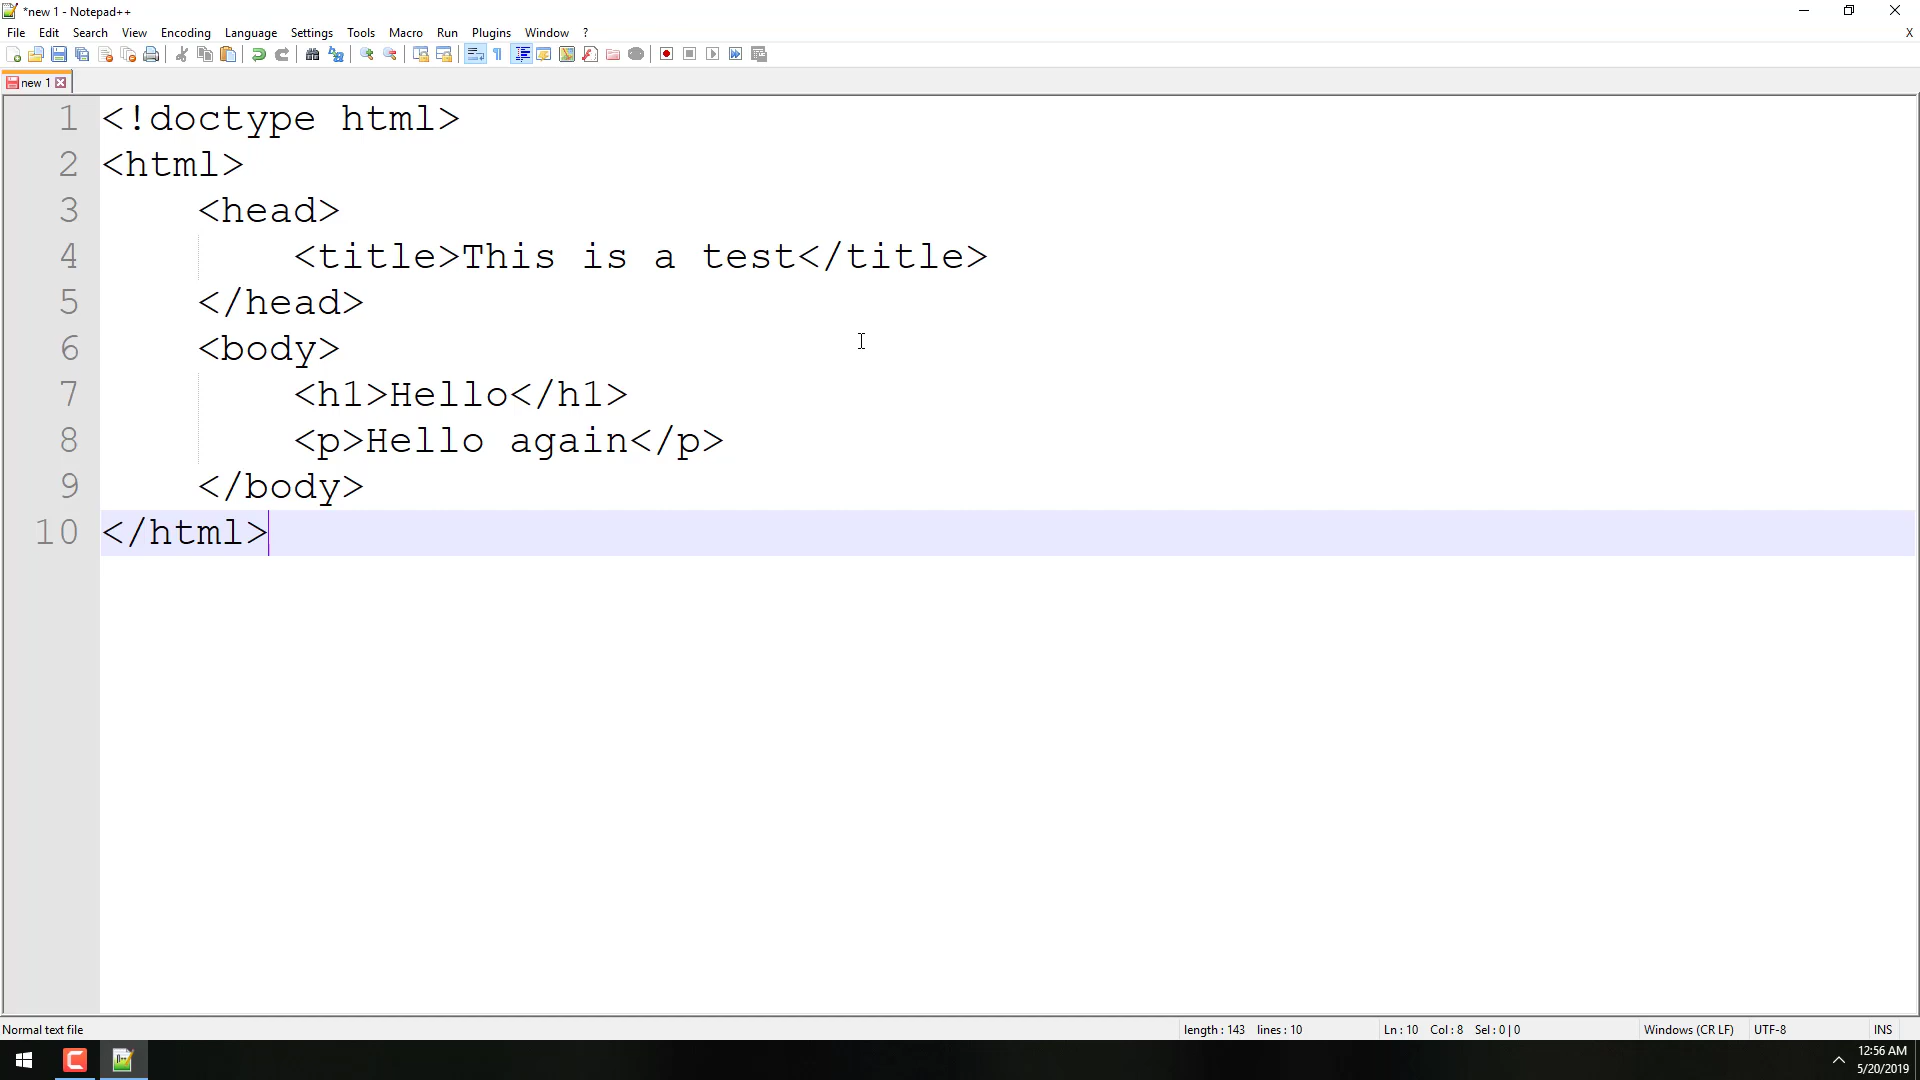 *new 1 - Notepad++
File Edit Search View Encoding Language Settings Tools Macro Run Plugins Window ? X
new 1
1 <!doctype html>
2 <html>
3 <head>
4 <title>This is a test</title>
5 </head>
6 <body>
7 <h1>Hello</h1>
8 <p>Hello again</p>
9 </body>
10 </html>
Normal text file length : 143 lines : 10 Ln : 10 Col : 8 Sel : 0 | 0 Windows (CR LF) UTF-8 INS
12:56 AM
5/20/2019